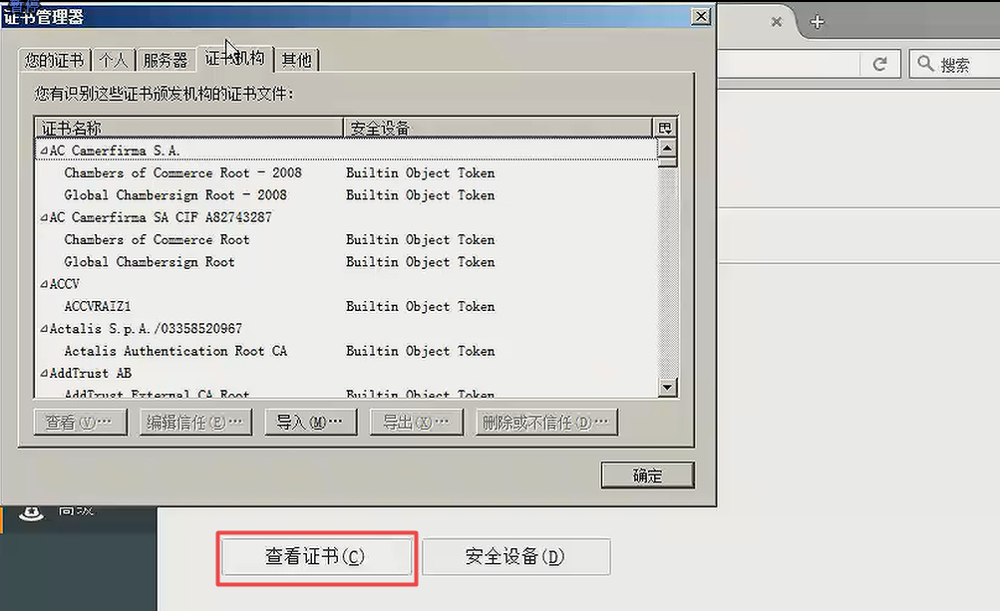 暂停
证书管理器
搜索
您的证书 个人 服务器 证书机构 其他
您有识别这些证书颁发机构的证书文件：
证书名称 安全设备
AC Camerfirma S.A.
Chambers of Commerce Root - 2008 Builtin Object Token
Global Chambersign Root - 2008 Builtin Object Token
AC Camerfirma SA CIF A82743287
Chambers of Commerce Root Builtin Object Token
Global Chambersign Root Builtin Object Token
ACCV
ACCVRAIZ1 Builtin Object Token
Actalis S.p.A./03358520967
Actalis Authentication Root CA Builtin Object Token
AddTrust AB
AddTrust External CA Root Builtin Object Token
查看(V)… 编辑信任(E)… 导入(M)… 导出(X)… 删除或不信任(D)…
确定
高级
查看证书(C) 安全设备(D)